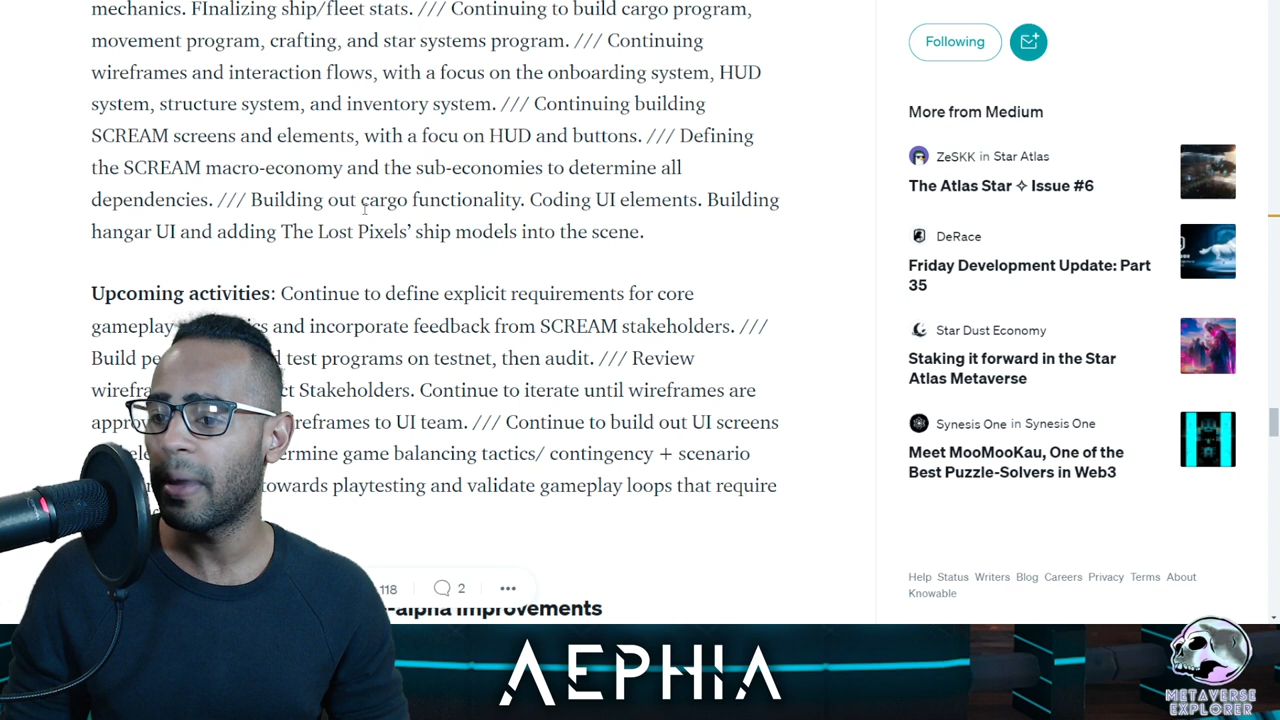 mechanics. FInalizing ship/fleet stats. /// Continuing to build cargo program,
movement program, crafting, and star systems program. /// Continuing
wireframes and interaction flows, with a focus on the onboarding system, HUD
system, structure system, and inventory system. /// Continuing building
SCREAM screens and elements, with a focu on HUD and buttons. /// Defining
the SCREAM macro-economy and the sub-economies to determine all
dependencies. /// Building out cargo functionality. Coding UI elements. Building
hangar UI and adding The Lost Pixels’ ship models into the scene.
Upcoming activities: Continue to define explicit requirements for core
gameplay and incorporate feedback from SCREAM stakeholders. ///
Build test programs on testnet, then audit. /// Review
Stakeholders. Continue to iterate until wireframes are
to UI team. /// Continue to build out UI screens
game balancing tactics/ contingency + scenario
towards playtesting and validate gameplay loops that require
118 2
-alpha improvements
Following
More from Medium
ZeSKK in Star Atlas
The Atlas Star ✧ Issue #6
DeRace
Friday Development Update: Part
35
Star Dust Economy
Staking it forward in the Star
Atlas Metaverse
Synesis One in Synesis One
Meet MooMooKau, One of the
Best Puzzle-Solvers in Web3
Help Status Writers Blog Careers Privacy Terms About
Knowable
AEPHIA
METAVERSE
EXPLORER